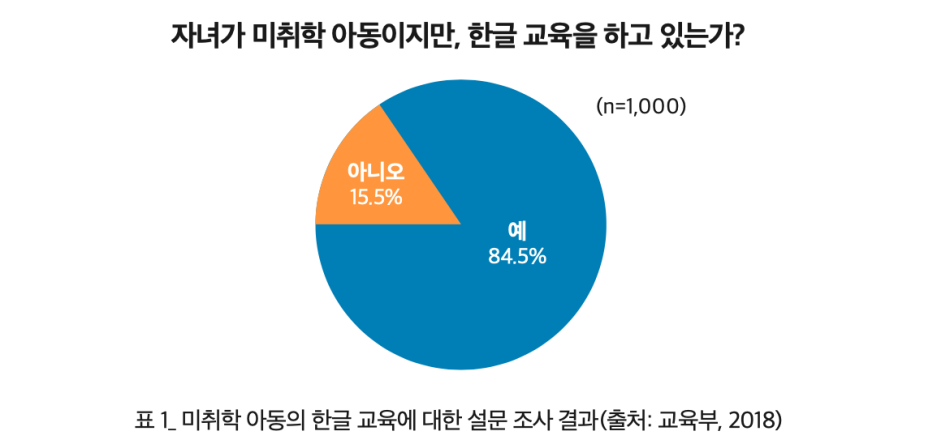 자녀가 미취학 아동이지만, 한글 교육을 하고 있는가?
(n=1,000)
아니오
15.5%
예
84.5%
표 1_ 미취학 아동의 한글 교육에 대한 설문 조사 결과(출처: 교육부, 2018)